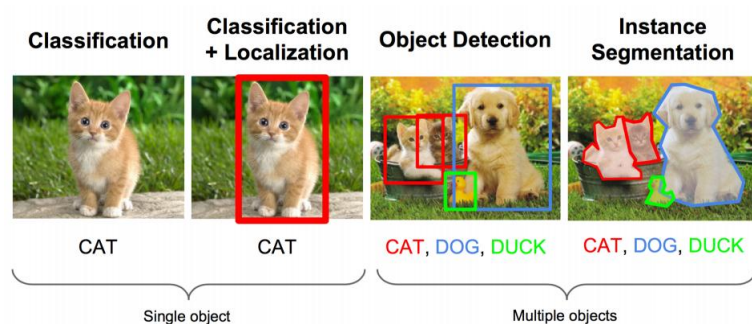 Classification
Classification
+ Localization
Object Detection
Instance
Segmentation
CAT
CAT
CAT, DOG, DUCK
CAT, DOG, DUCK
Single object
Multiple objects